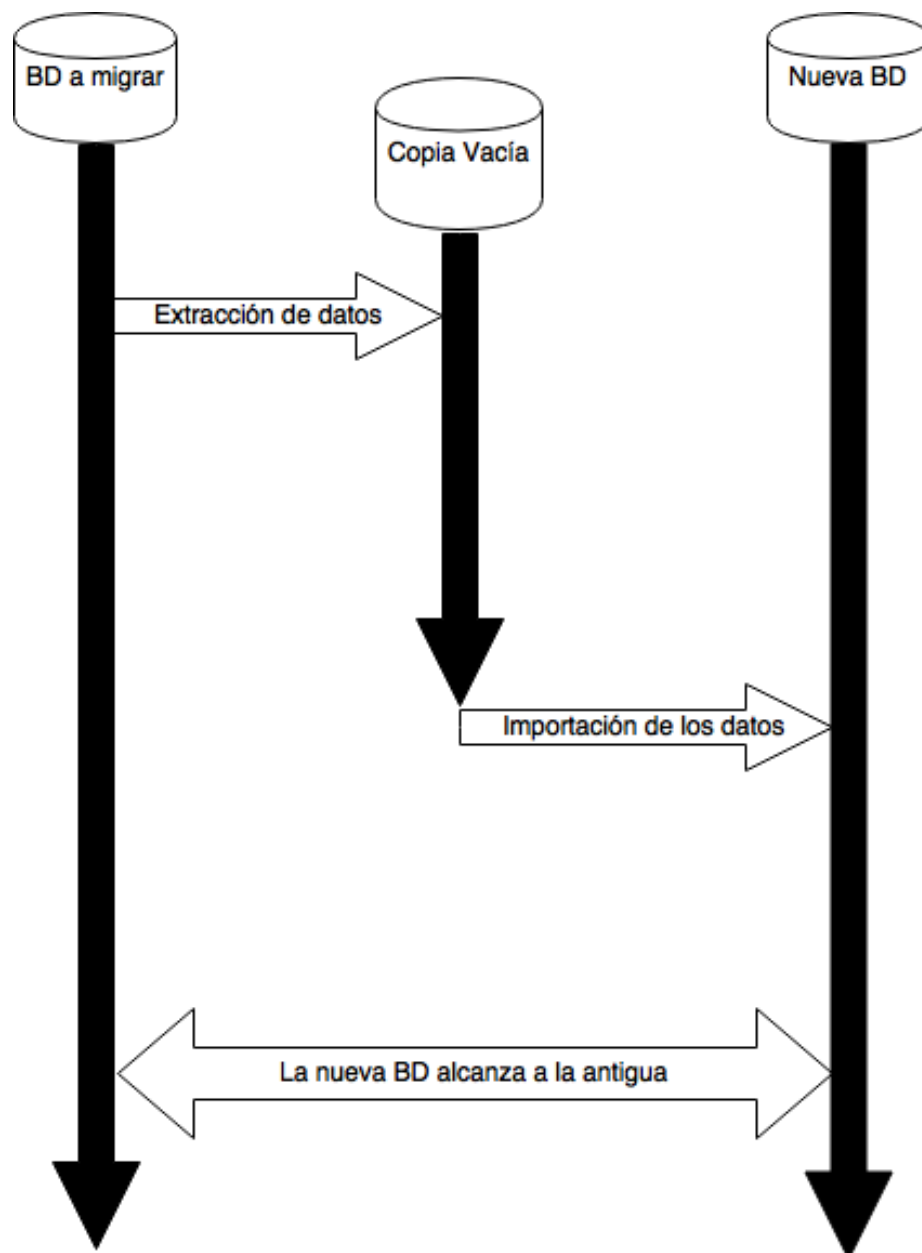 BD a migrar
Nueva BD
Copia Vacía
Extracción de datos
Importación de los datos
La nueva BD alcanza a la antigua